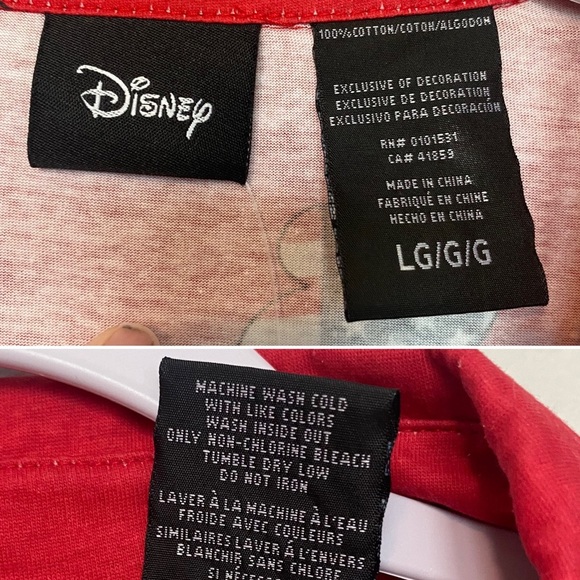 Disney
100% COTTON/COTON/ALGODON
EXCLUSIVE OF DECORATION
EXCLUSIVE DE DECORATION
EXCLUSIVO PARA DECORACIÓN
RN# 0101531
CA# 41859
MADE IN CHINA
FABRIQUÉ EN CHINE
HECHO EN CHINA
LG/G/G
MACHINE WASH COLD
WITH LIKE COLORS
WASH INSIDE OUT
ONLY NON-CHLORINE BLEACH
TUMBLE DRY LOW
DO NOT IRON
LAVER À LA MACHINE À L'EAU
FROIDE AVEC COULEURS
SIMILAIRES LAVER À L'ENVERS
BLANCHIR SANS CHLORE
SI NÉCESS